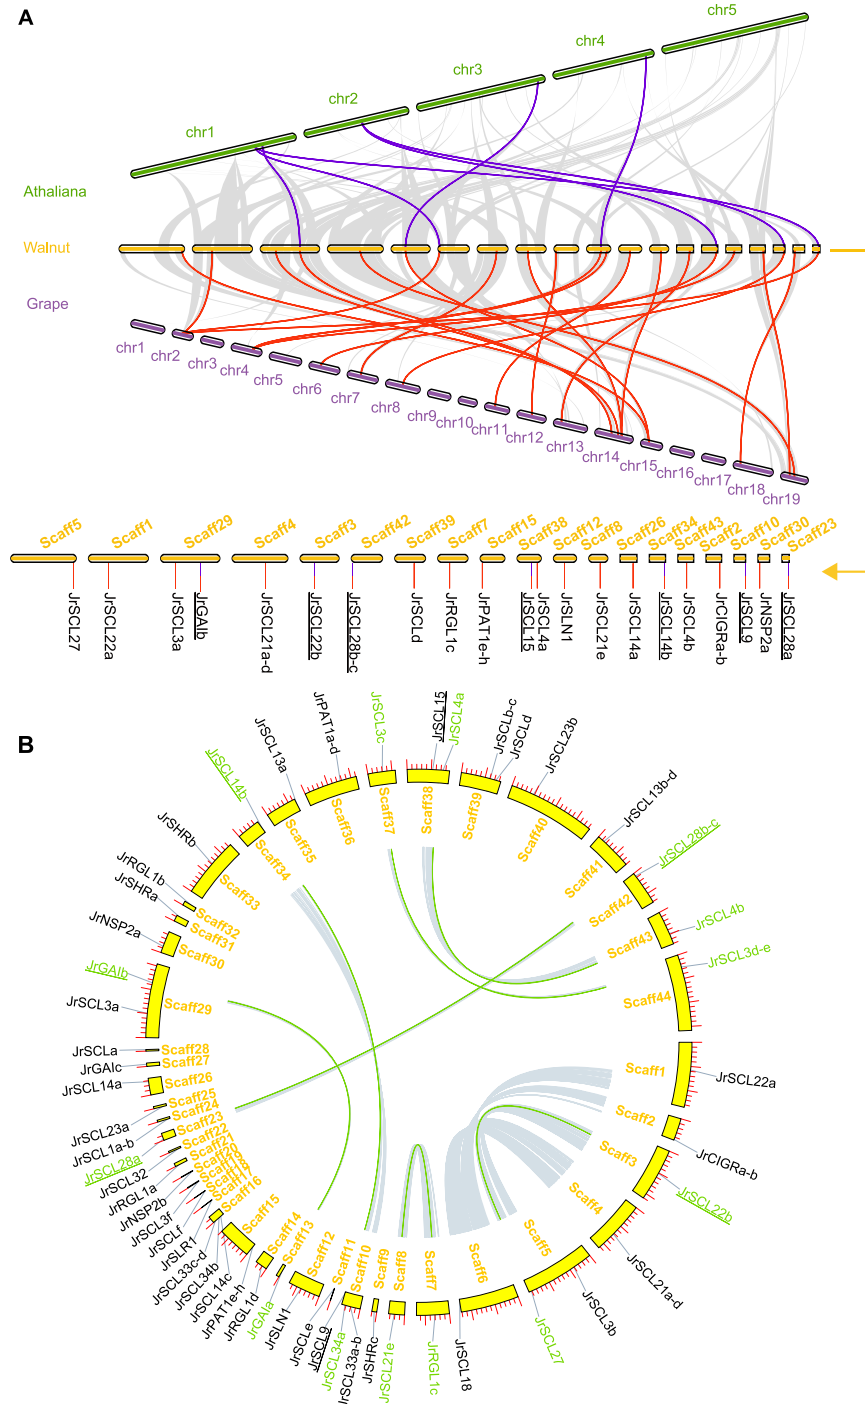 A
chr1
chr2
chr3
chr4
chr5
Athaliana
Walnut
Grape
chr1
chr2
chr3
chr4
chr5
chr6
chr7
chr8
chr9
chr10
chr11
chr12
chr13
chr14
chr15
chr16
chr17
chr18
chr19
Scaff5
Scaff1
Scaff29
Scaff4
Scaff3
Scaff42
Scaff39
Scaff7
Scaff15
Scaff38
Scaff12
Scaff8
Scaff26
Scaff34
Scaff43
Scaff2
Scaff10
Scaff30
Scaff23
JrSCL27
JrSCL22a
JrSCL3a
JrGAIb
JrSCL21a-d
JrSCL22b
JrSCL28b-c
JrSCLd
JrRGL1c
JrPAT1e-h
JrSCL15
JrSCL4a
JrSLN1
JrSCL21e
JrSCL14a
JrSCL14b
JrSCL4b
JrCIGRa-b
JrSCL9
JrNSP2a
JrSCL28a
B
JrSCL3c
JrSCL15
JrSCL4a
JrSCLb-c
JrSCLd
JrSCL23b
JrSCL13b-d
JrSCL28b-c
JrSCL4b
JrSCL3d-e
JrSCL22a
JrCIGRa-b
JrSCL22b
JrSCL21a-d
JrSCL3b
JrSCL27
JrSCL18
JrRGL1c
JrSCL21e
JrSHRc
JrSCL33a-b
JrSCL34a
JrSCL9
JrSCLe
JrSLN1
JrGAIa
JrRGL1d
JrPAT1e-h
JrSCL14c
JrSCL34b
JrSCL33c-d
JrSLR1
JrSCLf
JrSCL3f
JrNSP2b
JrRGL1a
JrSCL32
JrSCL28a
JrSCL1a-b
JrSCL23a
JrSCL14a
JrGAIc
JrSCLa
JrSCL3a
JrGAIb
JrNSP2a
JrSHRa
JrRGL1b
JrSHRb
JrSCL14b
JrSCL13a
JrPAT1a-d
Scaff37
Scaff38
Scaff39
Scaff40
Scaff41
Scaff42
Scaff43
Scaff44
Scaff1
Scaff2
Scaff3
Scaff4
Scaff5
Scaff6
Scaff7
Scaff8
Scaff9
Scaff10
Scaff11
Scaff12
Scaff13
Scaff14
Scaff15
Scaff16
Scaff21
Scaff22
Scaff23
Scaff24
Scaff25
Scaff26
Scaff27
Scaff28
Scaff29
Scaff30
Scaff31
Scaff32
Scaff33
Scaff34
Scaff35
Scaff36